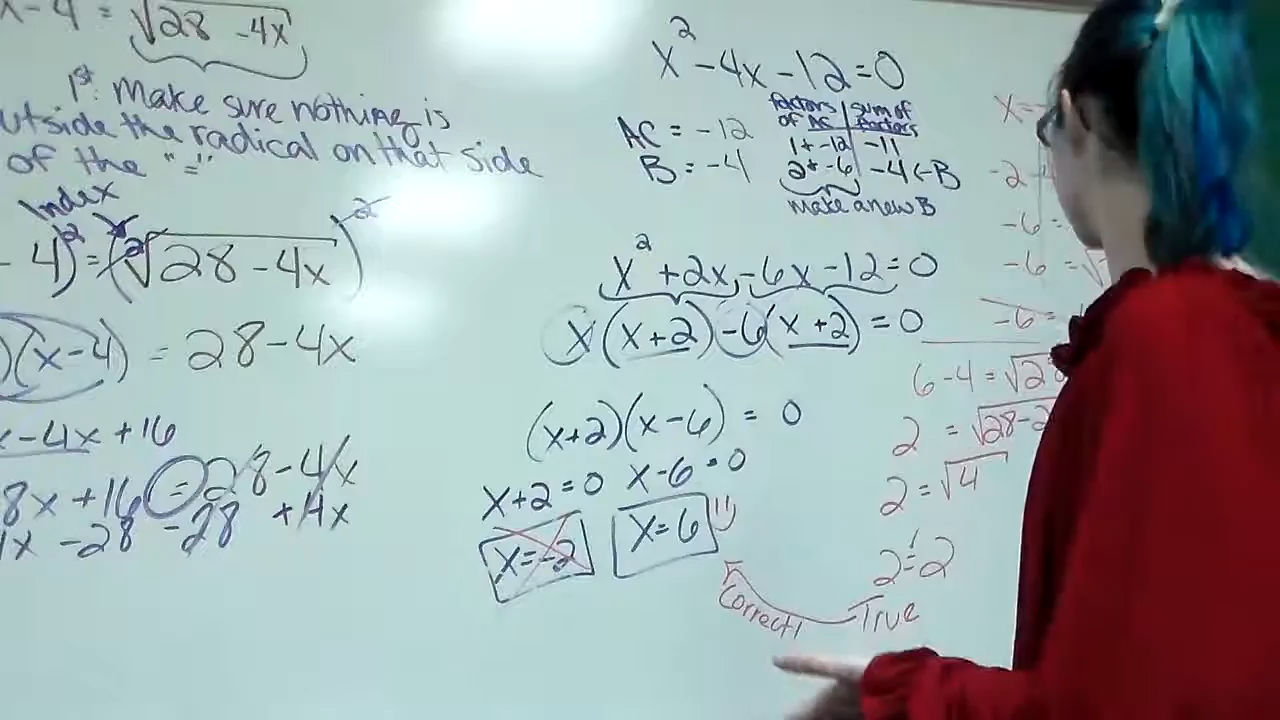 x-4 = √28 -4x
1st: Make sure nothing is
utside the radical on that side
of the "="
Index
- 4)² = (²√28-4x)²
)(x-4) = 28-4x
x-4x+16
8x +16 = 28-4x
1x -28 -28 +4x
x²-4x-12=0
AC = -12
B = -4
factors of AC | sum of factors
1 + -12 | -11
2 + -6 | -4 ← B
make a new B
x²+2x-6x-12=0
x(x+2)-6(x+2)=0
(x+2)(x-6) = 0
x+2=0 x-6=0
x=-2 x=6
x=
-2
-6 =
-6 = √
-6 =
6-4=√28
2 = √28-2
2=√4
2=2
True
Correct!